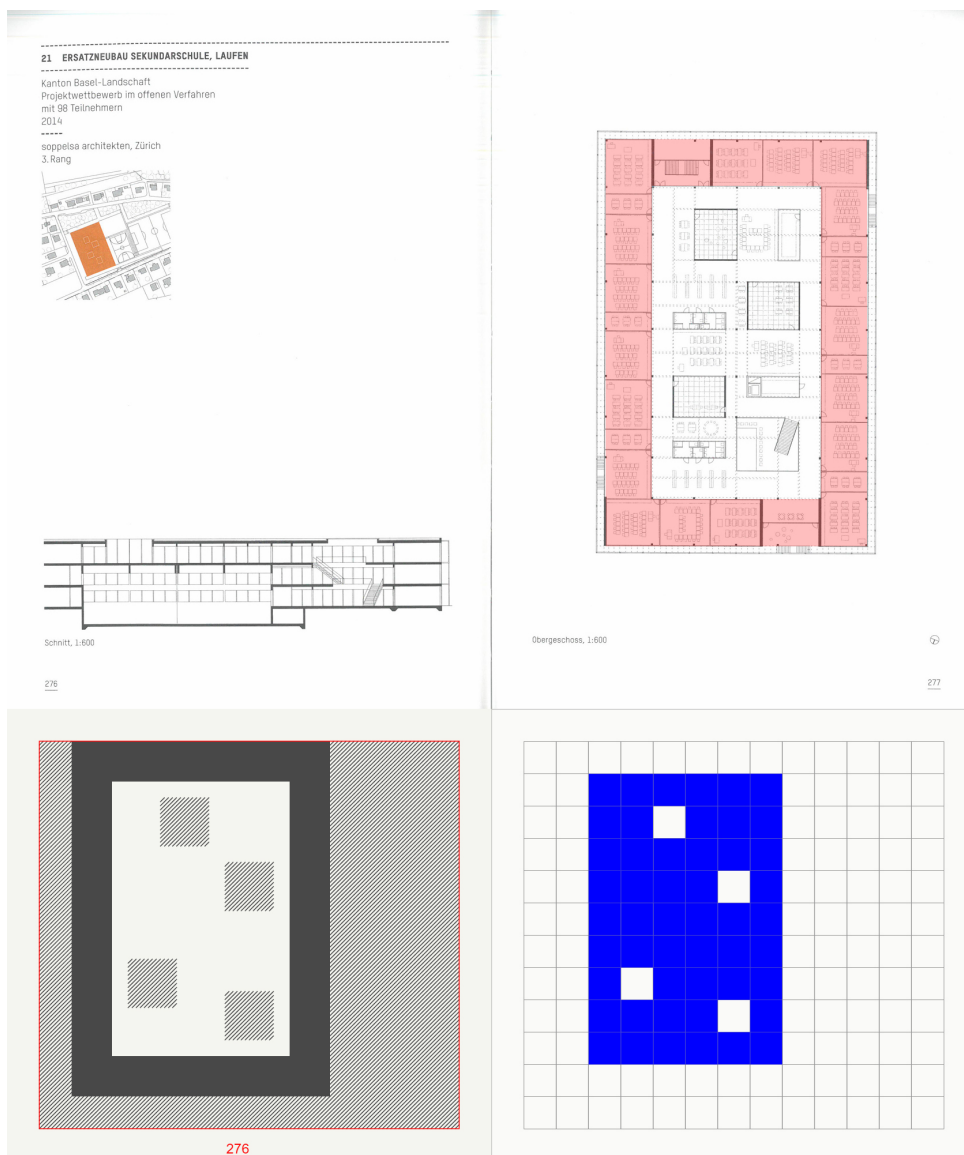 21 ERSATZNEUBAU SEKUNDARSCHULE, LAUFEN
Kanton Basel-Landschaft
Projektwettbewerb im offenen Verfahren
mit 98 Teilnehmern
2014
soppelsa architekten, Zürich
3. Rang
Schnitt, 1:600
276
Obergeschoss, 1:600
277
276